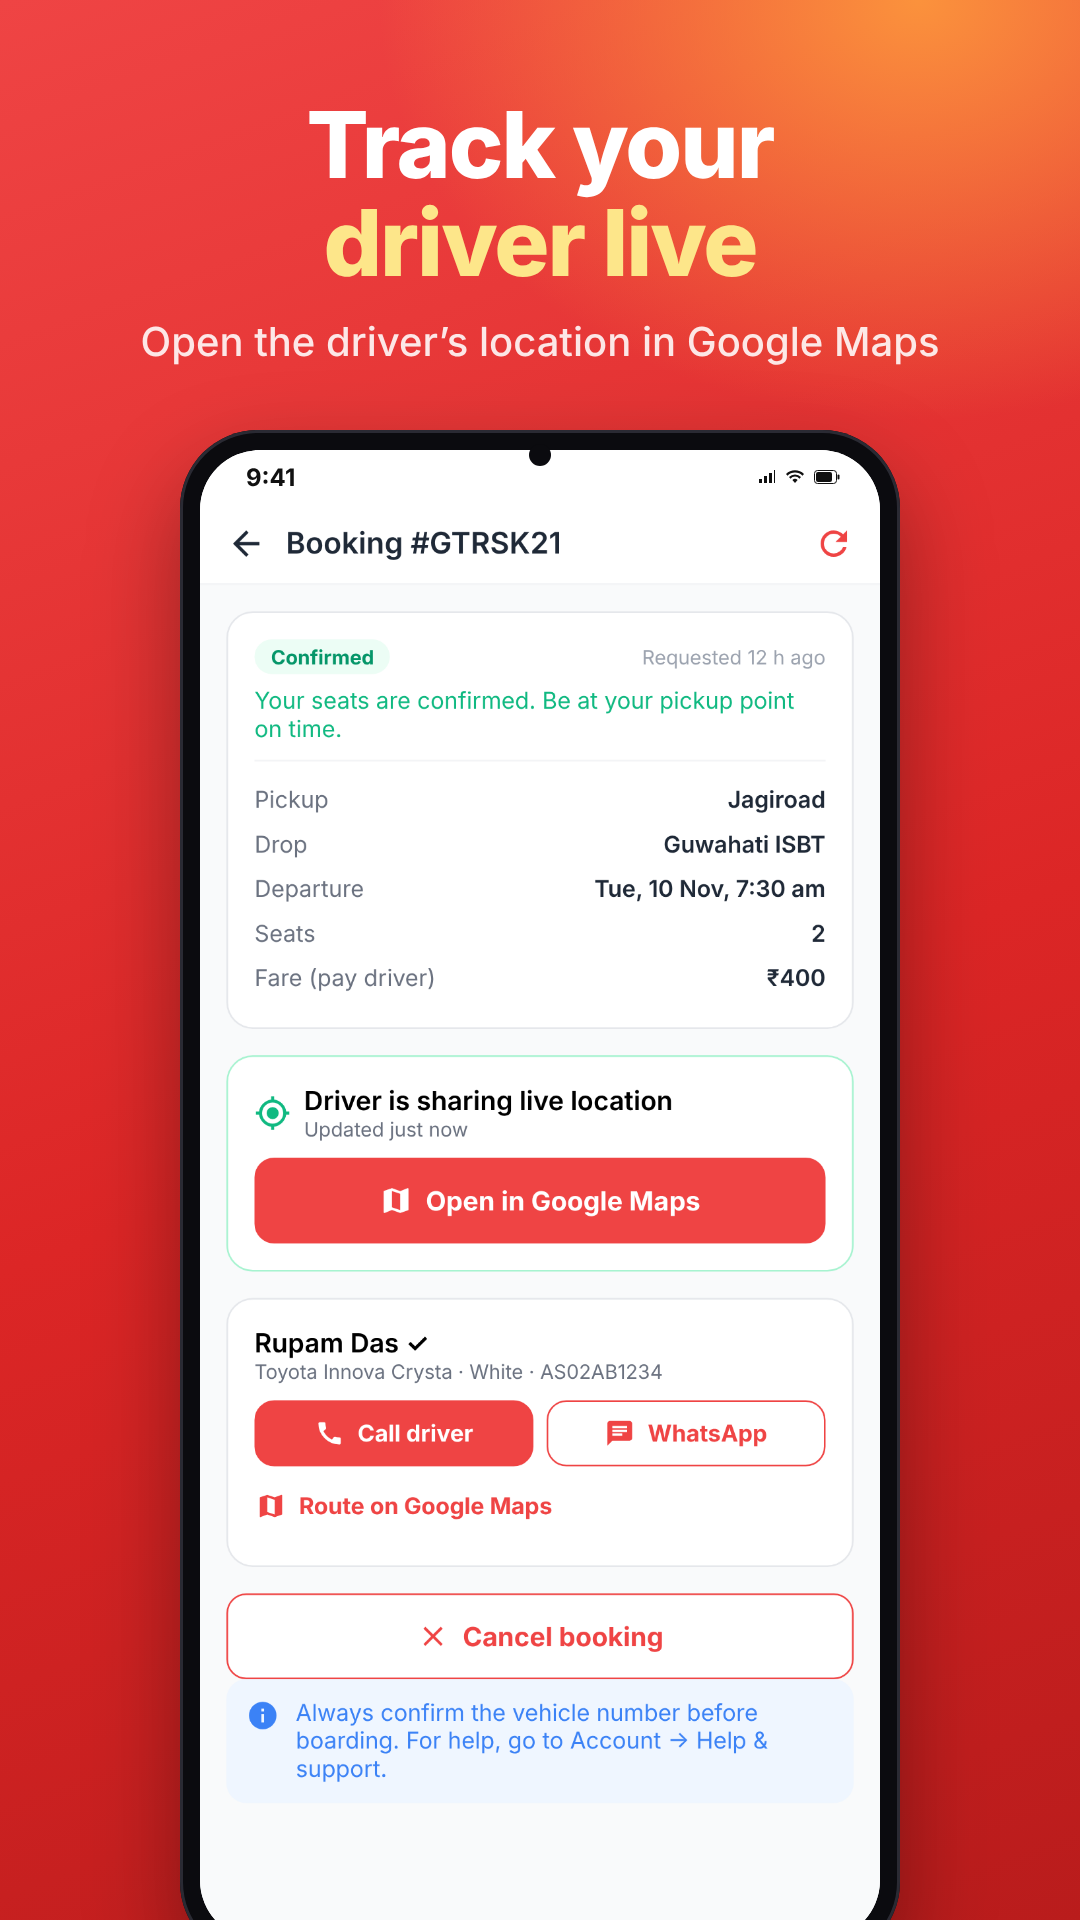 Track your
driver live
Open the driver’s location in Google Maps
9:41
Booking #GTRSK21
Confirmed
Requested 12 h ago
Your seats are confirmed. Be at your pickup point
on time.
Pickup Jagiroad
Drop Guwahati ISBT
Departure Tue, 10 Nov, 7:30 am
Seats 2
Fare (pay driver) ₹400
Driver is sharing live location
Updated just now
Open in Google Maps
Rupam Das ✓
Toyota Innova Crysta · White · AS02AB1234
Call driver
WhatsApp
Route on Google Maps
Cancel booking
Always confirm the vehicle number before
boarding. For help, go to Account → Help &
support.